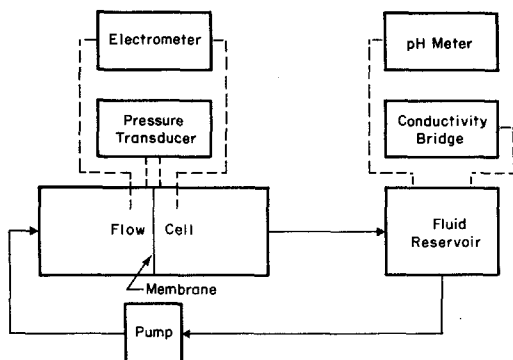 Electrometer
pH Meter
Pressure
Transducer
Conductivity
Bridge
Flow Cell
Fluid
Reservoir
Membrane
Pump